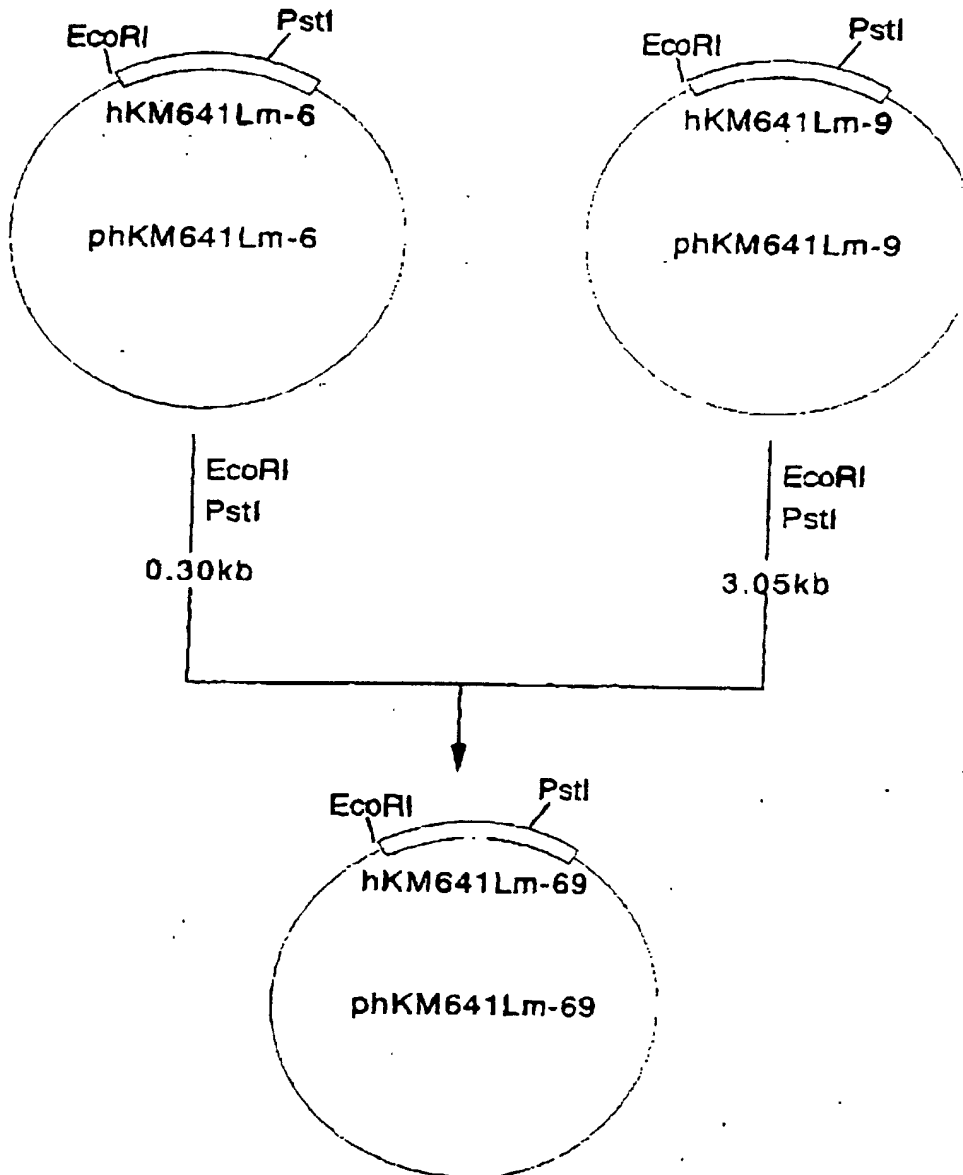 EcoRI
PstI
hKM641Lm-6
phKM641Lm-6
EcoRI
PstI
hKM641Lm-9
phKM641Lm-9
EcoRI
PstI
0.30kb
EcoRI
PstI
3.05kb
EcoRI
PstI
hKM641Lm-69
phKM641Lm-69